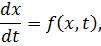 dx/dt = f(x, t),